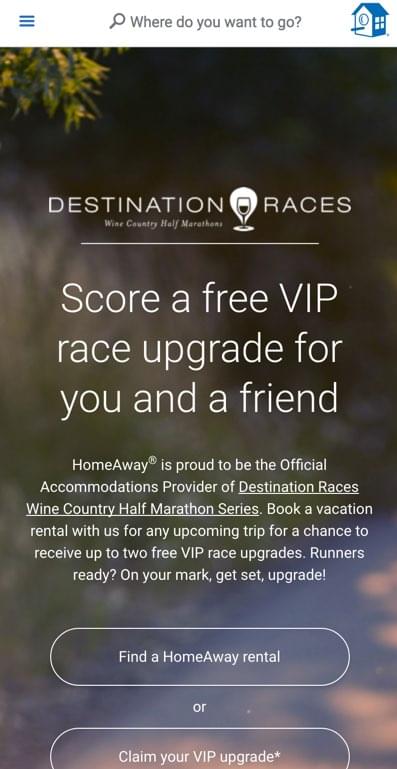 Where do you want to go?
DESTINATION RACES
Wine Country Half Marathons
Score a free VIP
race upgrade for
you and a friend
HomeAway® is proud to be the Official
Accommodations Provider of Destination Races
Wine Country Half Marathon Series. Book a vacation
rental with us for any upcoming trip for a chance to
receive up to two free VIP race upgrades. Runners
ready? On your mark, get set, upgrade!
Find a HomeAway rental
or
Claim your VIP upgrade*